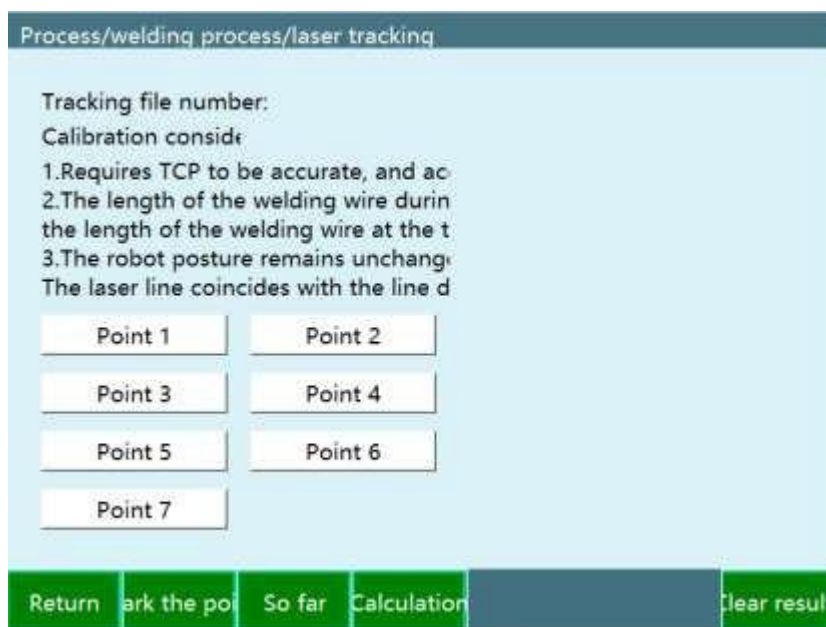 Process/welding process/laser tracking
Tracking file number:
Calibration conside
1.Requires TCP to be accurate, and ac
2.The length of the welding wire durin
the length of the welding wire at the t
3.The robot posture remains unchang
The laser line coincides with the line d
Point 1 Point 2
Point 3 Point 4
Point 5 Point 6
Point 7
Return ark the poi So far Calculation Clear resul